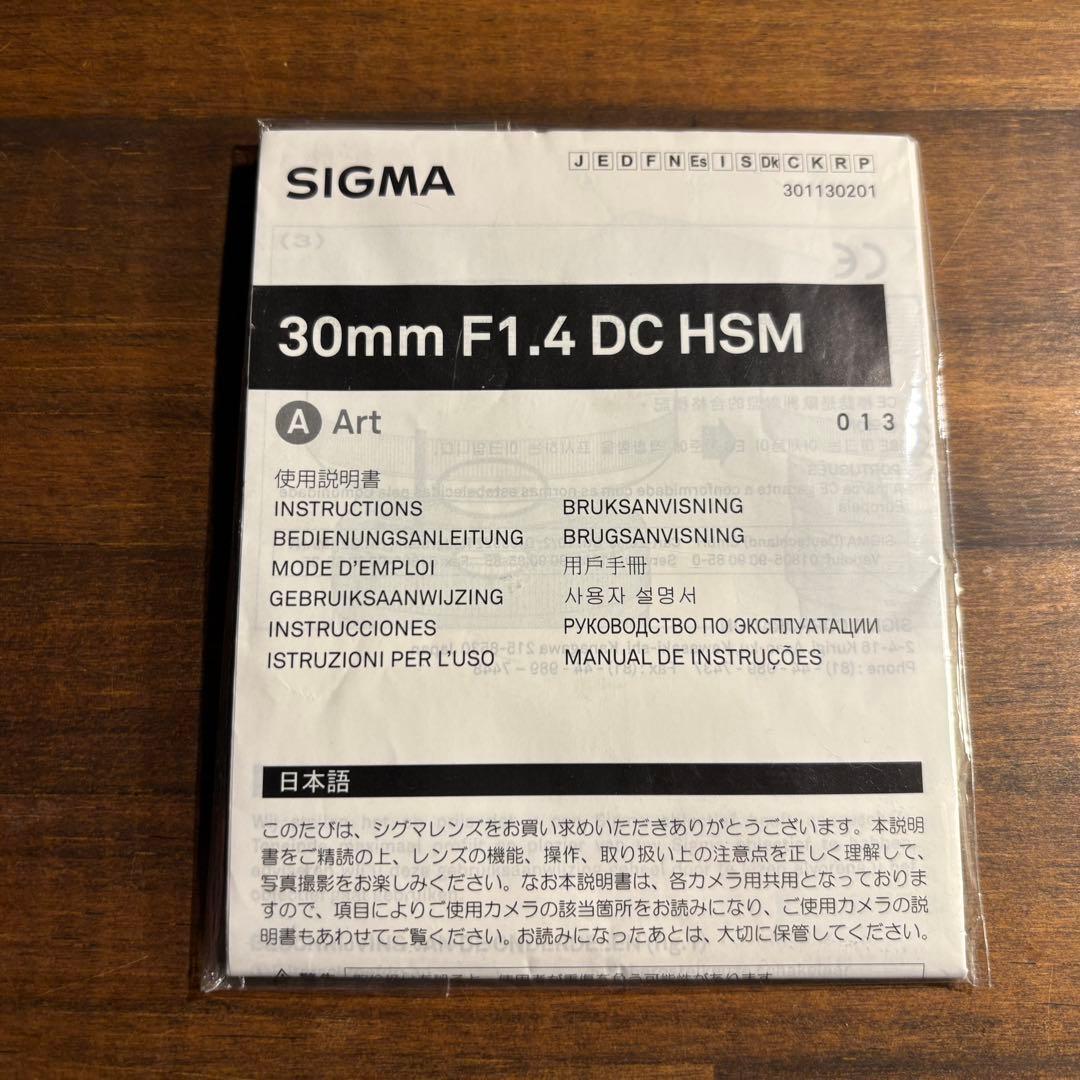 SIGMA
J E D F N Es I S Dk C K R P
301130201
30mm F1.4 DC HSM
A Art
013
使用説明書
INSTRUCTIONS
BEDIENUNGSANLEITUNG
MODE D'EMPLOI
GEBRUIKSAANWIJZING
INSTRUCCIONES
ISTRUZIONI PER L'USO
BRUKSANVISNING
BRUGSANVISNING
用戶手冊
사용자 설명서
РУКОВОДСТВО ПО ЭКСПЛУАТАЦИИ
MANUAL DE INSTRUÇÕES
日本語
このたびは、シグマレンズをお買い求めいただきありがとうございます。本説明
書をご精読の上、レンズの機能、操作、取り扱い上の注意点を正しく理解して、
写真撮影をお楽しみください。なお本説明書は、各カメラ用共用となっておりま
すので、項目によりご使用カメラの該当箇所をお読みになり、ご使用カメラの説
明書もあわせてご覧ください。お読みになったあとは、大切に保管してください。